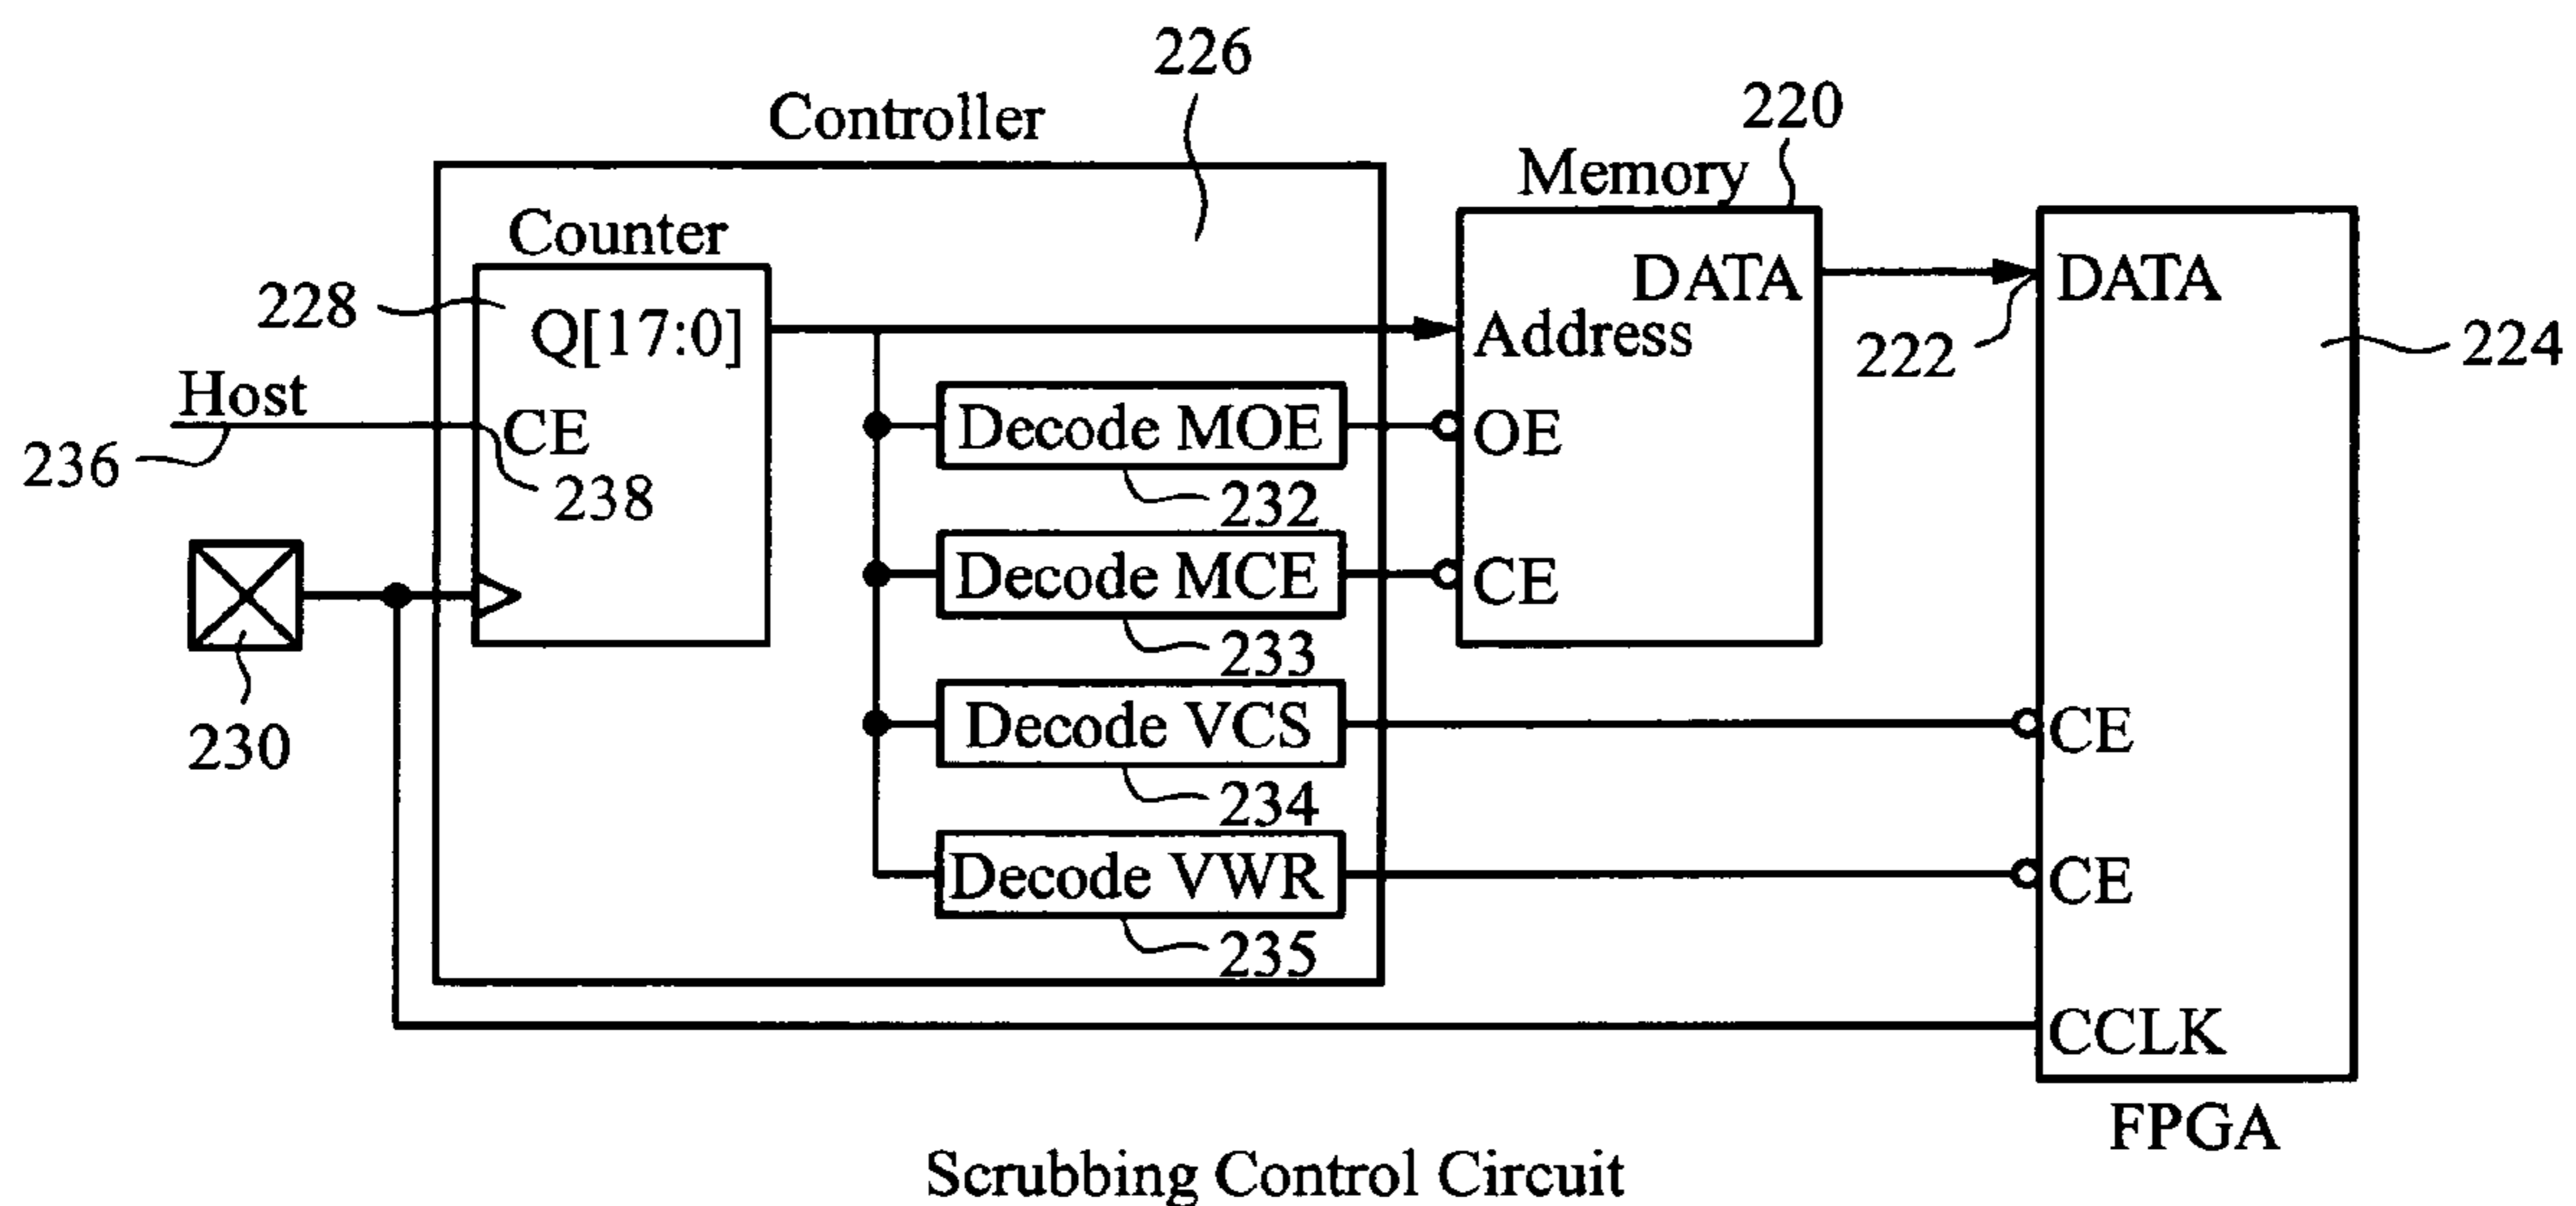 226
Controller
220
Memory
Counter
228
Q[17:0]
DATA
DATA
Address
222
224
Host
CE
236
238
Decode MOE
OE
232
Decode MCE
CE
233
230
Decode VCS
CE
234
Decode VWR
CE
235
CCLK
FPGA
Scrubbing Control Circuit